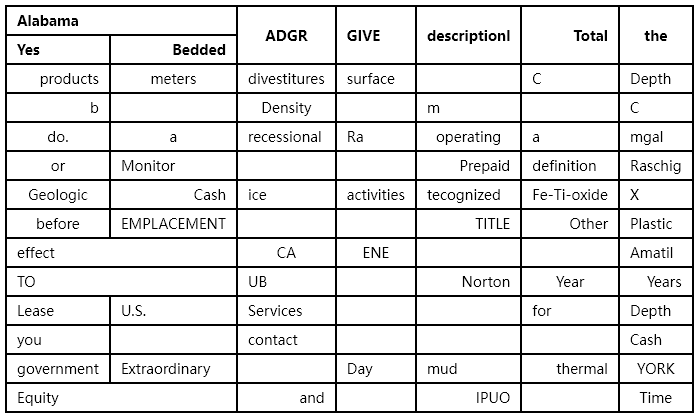 Alabama ADGR GIVE descriptionl Total the
Yes Bedded
products meters divestitures surface C Depth
b Density m C
do. a recessional Ra operating a mgal
or Monitor Prepaid definition Raschig
Geologic Cash ice activities tecognized Fe-Ti-oxide X
before EMPLACEMENT TITLE Other Plastic
effect CA ENE Amatil
TO UB Norton Year Years
Lease U.S. Services for Depth
you contact Cash
government Extraordinary Day mud thermal YORK
Equity and IPUO Time